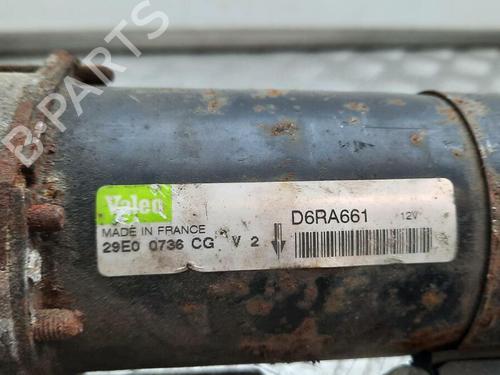 B-PARTS
Valeo
MADE IN FRANCE
29E0 0736 CG V 2
D6RA661 12V